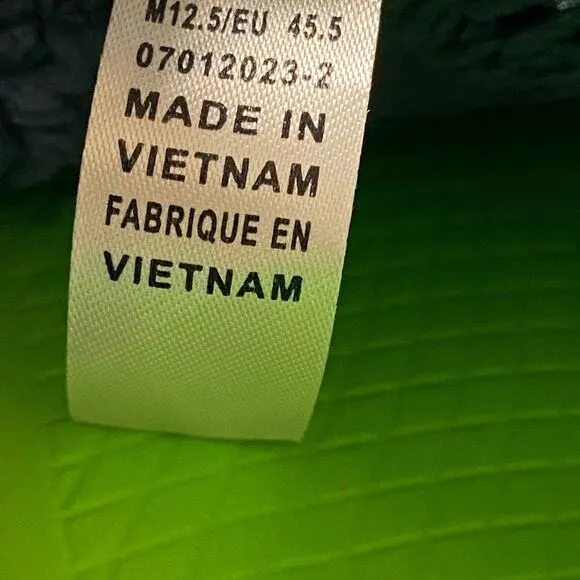 M12.5/EU 45.5
07012023-2
MADE IN
VIETNAM
FABRIQUE EN
VIETNAM